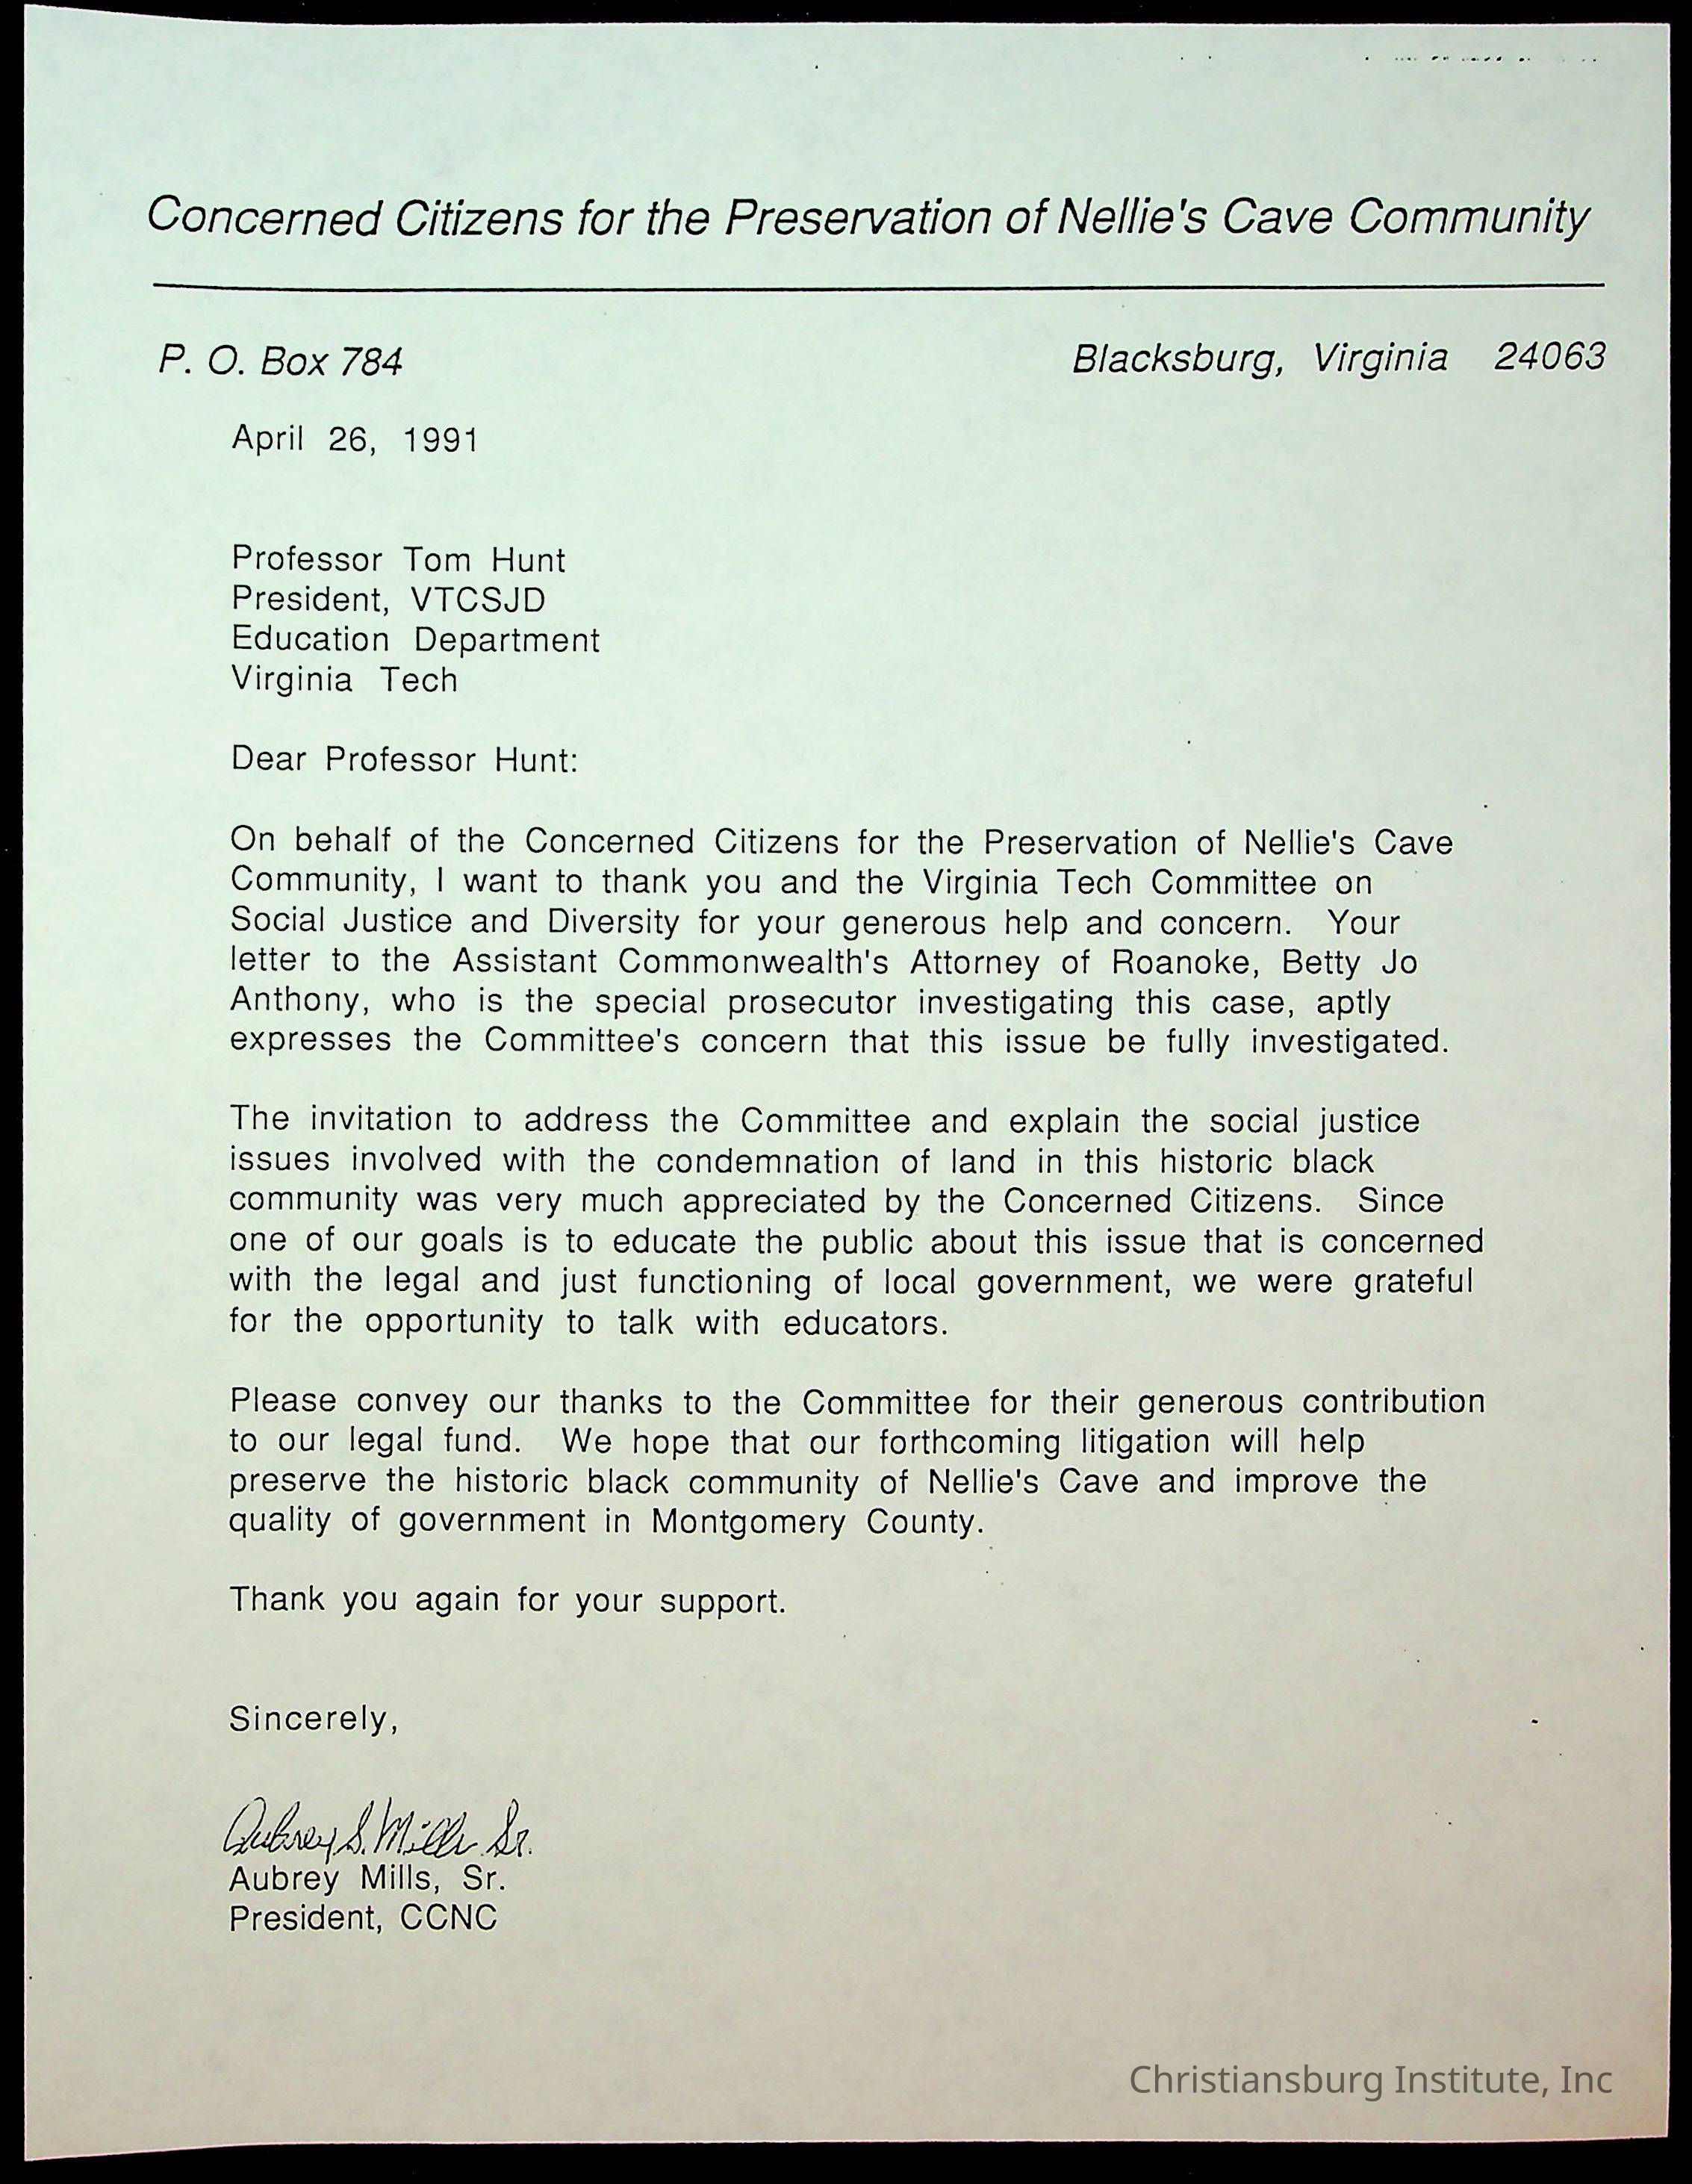 Concerned Citizens for the Preservation of Nellie's Cave Community
P. O. Box 784 Blacksburg, Virginia 24063
April 26, 1991
Professor Tom Hunt
President, VTCSJD
Education Department
Virginia Tech
Dear Professor Hunt:
On behalf of the Concerned Citizens for the Preservation of Nellie's Cave
Community, I want to thank you and the Virginia Tech Committee on
Social Justice and Diversity for your generous help and concern. Your
letter to the Assistant Commonwealth's Attorney of Roanoke, Betty Jo
Anthony, who is the special prosecutor investigating this case, aptly
expresses the Committee's concern that this issue be fully investigated.
The invitation to address the Committee and explain the social justice
issues involved with the condemnation of land in this historic black
community was very much appreciated by the Concerned Citizens. Since
one of our goals is to educate the public about this issue that is concerned
with the legal and just functioning of local government, we were grateful
for the opportunity to talk with educators.
Please convey our thanks to the Committee for their generous contribution
to our legal fund. We hope that our forthcoming litigation will help
preserve the historic black community of Nellie's Cave and improve the
quality of government in Montgomery County.
Thank you again for your support.
Sincerely,
Aubrey S. Mills Sr.
Aubrey Mills, Sr.
President, CCNC
Christiansburg Institute, Inc